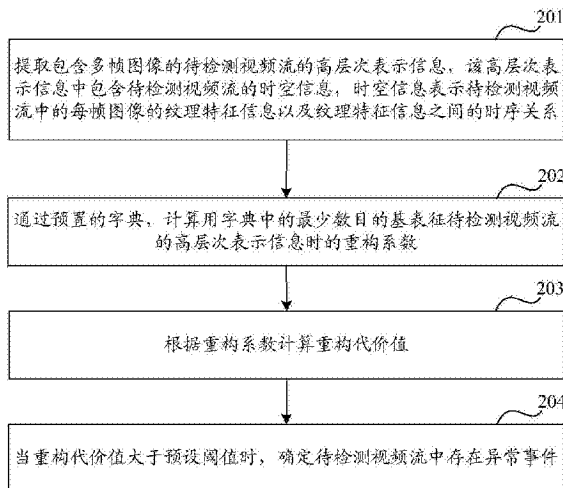 201
提取包含多帧图像的待检测视频流的高层次表示信息，该高层次表
示信息中包含待检测视频流的时空信息，时空信息表示待检测视频
流中的每帧图像的纹理特征信息以及纹理特征信息之间的时序关系
202
通过预置的字典，计算用字典中的最少数目的基表征待检测视频流
的高层次表示信息时的重构系数
203
根据重构系数计算重构代价值
204
当重构代价值大于预设阈值时，确定待检测视频流中存在异常事件